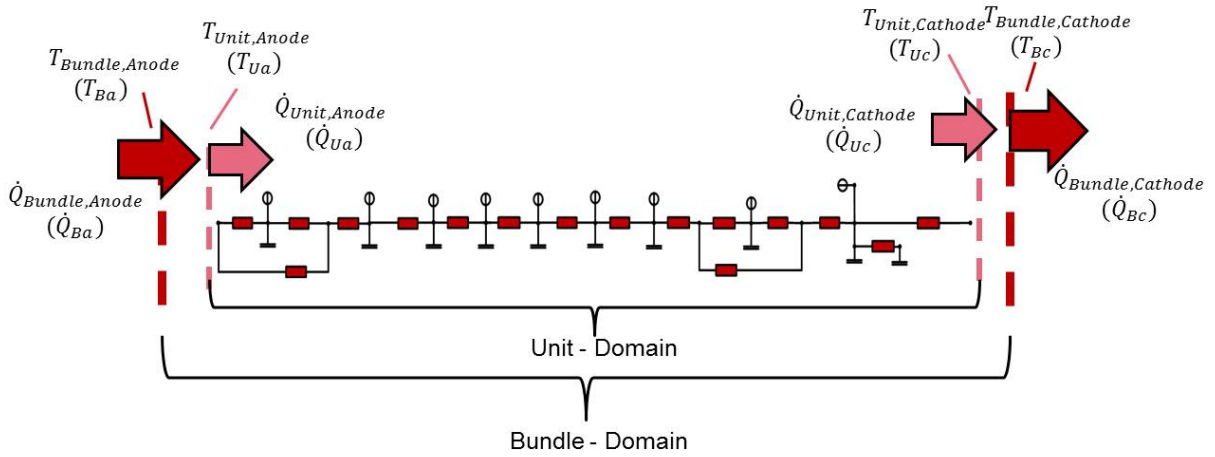 T_{Bundle,Anode}
(T_{Ba})
T_{Unit,Anode}
(T_{Ua})
Q̇_{Unit,Anode}
(Q̇_{Ua})
T_{Unit,Cathode}
(T_{Uc})
T_{Bundle,Cathode}
(T_{Bc})
Q̇_{Unit,Cathode}
(Q̇_{Uc})
Q̇_{Bundle,Anode}
(Q̇_{Ba})
Q̇_{Bundle,Cathode}
(Q̇_{Bc})
Unit - Domain
Bundle - Domain